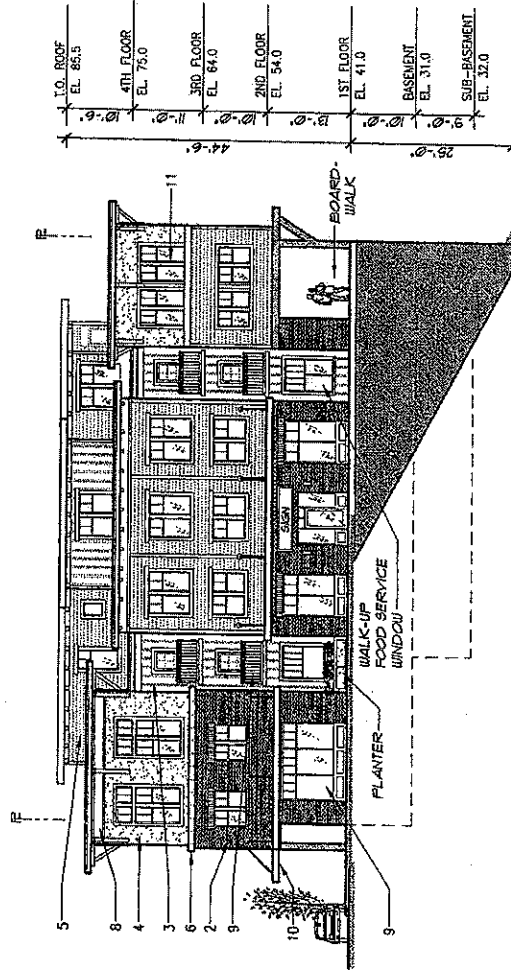 T.O. ROOF
EL. 85.5
4TH FLOOR
EL. 75.0
3RD FLOOR
EL. 64.0
2ND FLOOR
EL. 54.0
1ST FLOOR
EL. 41.0
BASEMENT
EL. 31.0
SUB-BASEMENT
EL. 32.0
10'-6"
11'-0"
10'-0"
13'-0"
10'-0"
9'-0"
44'-6"
25'-0"
11
BOARD-
WALK
SIGN
WALK-UP
FOOD SERVICE
WINDOW
PLANTER
5
8
4
3
6
2
9
10
9